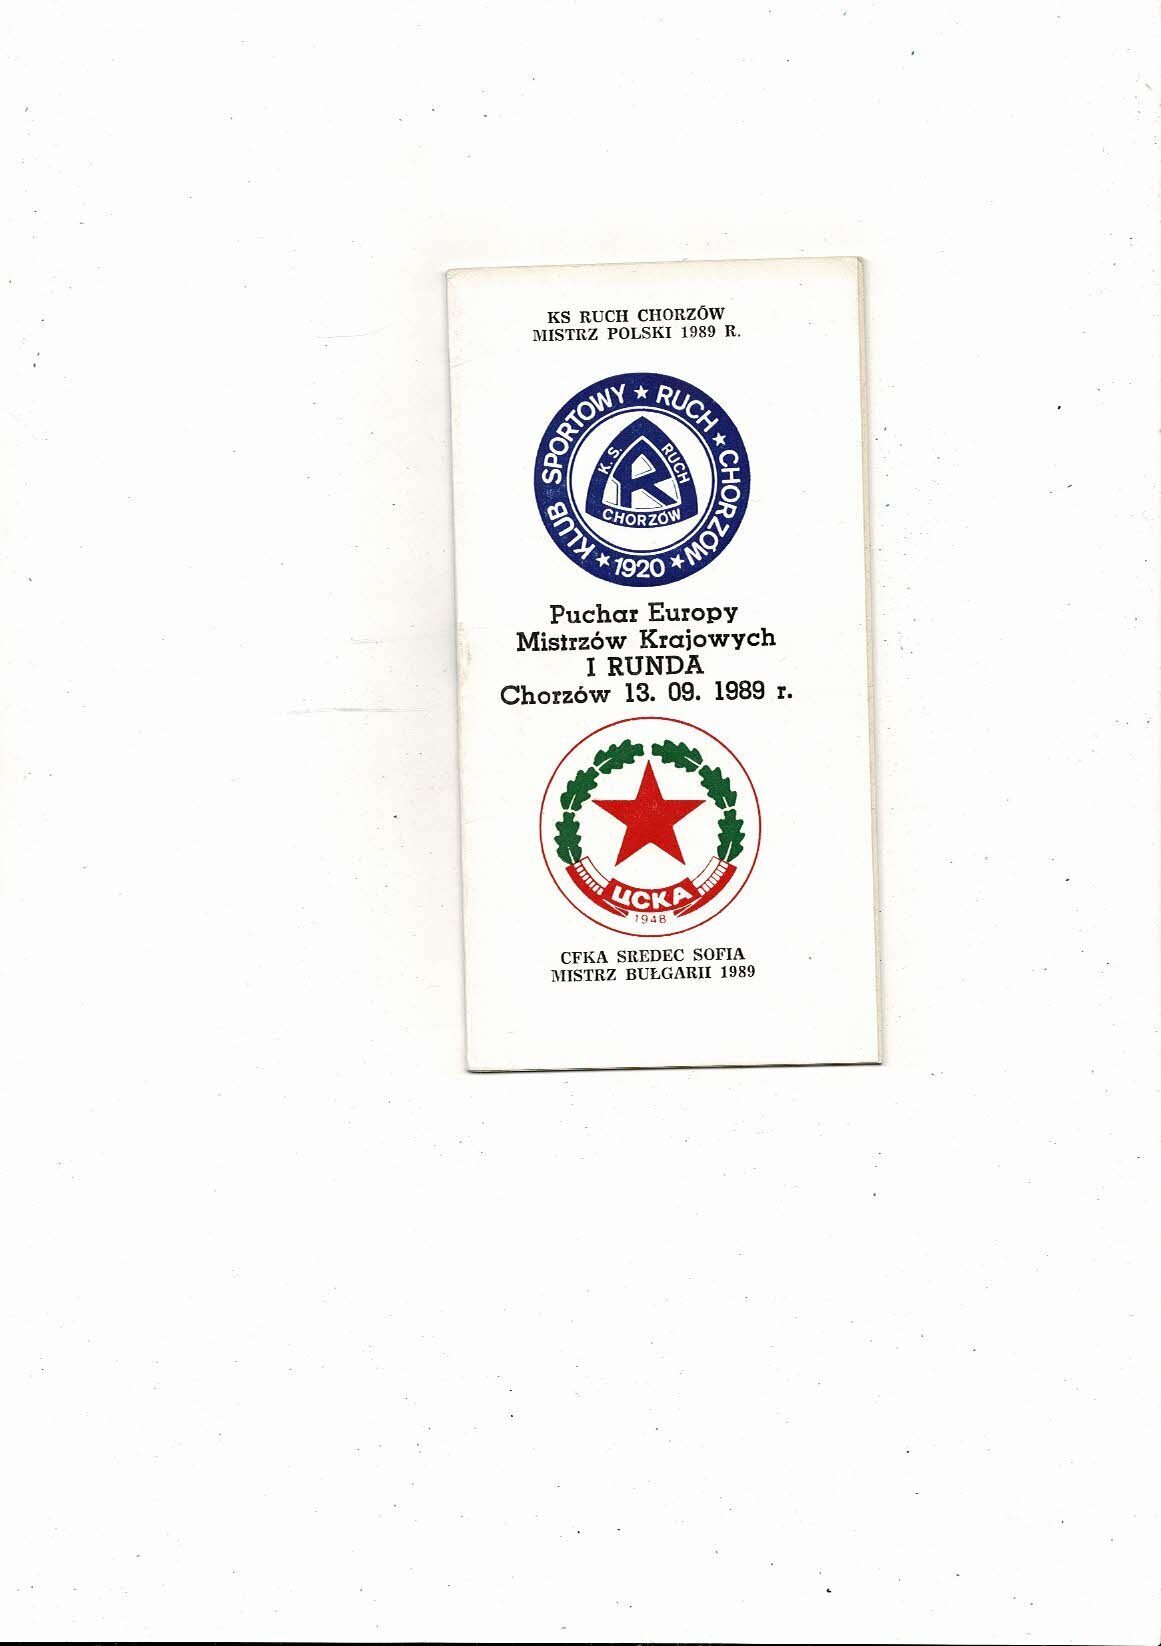 KS RUCH CHORZÓW
MISTRZ POLSKI 1989 R.
KLUB SPORTOWY ★ RUCH ★ CHORZÓW ★ 1920 ★
K. S. RUCH
R
CHORZÓW
Puchar Europy
Mistrzów Krajowych
I RUNDA
Chorzów 13. 09. 1989 r.
ЦСКА
1948
CFKA SREDEC SOFIA
MISTRZ BUŁGARII 1989